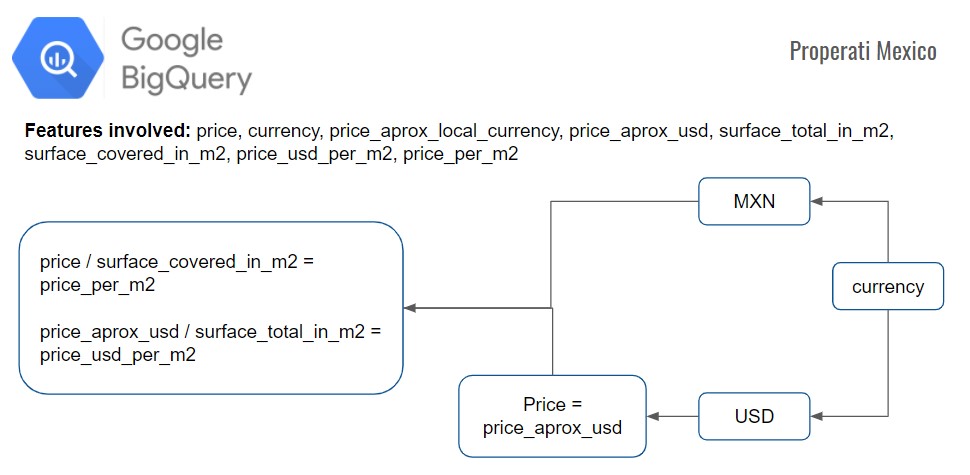 Google
BigQuery
Properati Mexico
Features involved: price, currency, price_aprox_local_currency, price_aprox_usd, surface_total_in_m2,
surface_covered_in_m2, price_usd_per_m2, price_per_m2
MXN
price / surface_covered_in_m2 =
price_per_m2
currency
price_aprox_usd / surface_total_in_m2 =
price_usd_per_m2
Price =
price_aprox_usd
USD